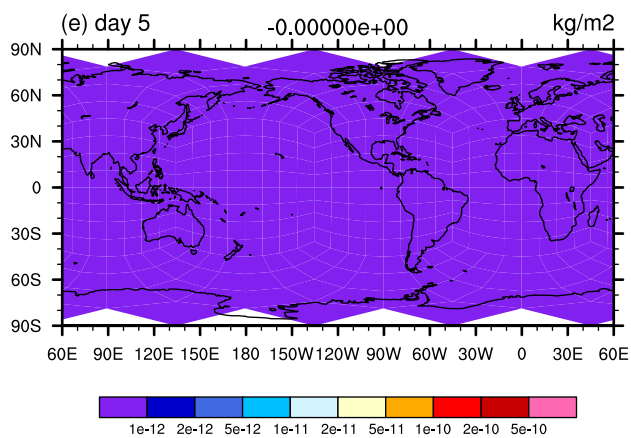 (e) day 5 -0.00000e+00 kg/m2
90N
60N
30N
0
30S
60S
90S
60E 90E 120E 150E 180 150W 120W 90W 60W 30W 0 30E 60E
1e-12 2e-12 5e-12 1e-11 2e-11 5e-11 1e-10 2e-10 5e-10